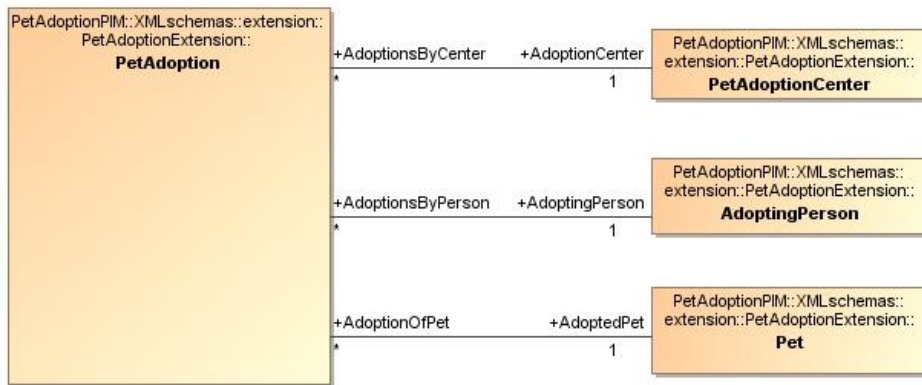 PetAdoptionPIM::XMLschemas::extension::
PetAdoptionExtension::
PetAdoption
+AdoptionsByCenter
+AdoptionCenter
*
1
PetAdoptionPIM::XMLschemas::
extension::PetAdoptionExtension::
PetAdoptionCenter
+AdoptionsByPerson
+AdoptingPerson
*
1
PetAdoptionPIM::XMLschemas::
extension::PetAdoptionExtension::
AdoptingPerson
+AdoptionOfPet
+AdoptedPet
*
1
PetAdoptionPIM::XMLschemas::
extension::PetAdoptionExtension::
Pet